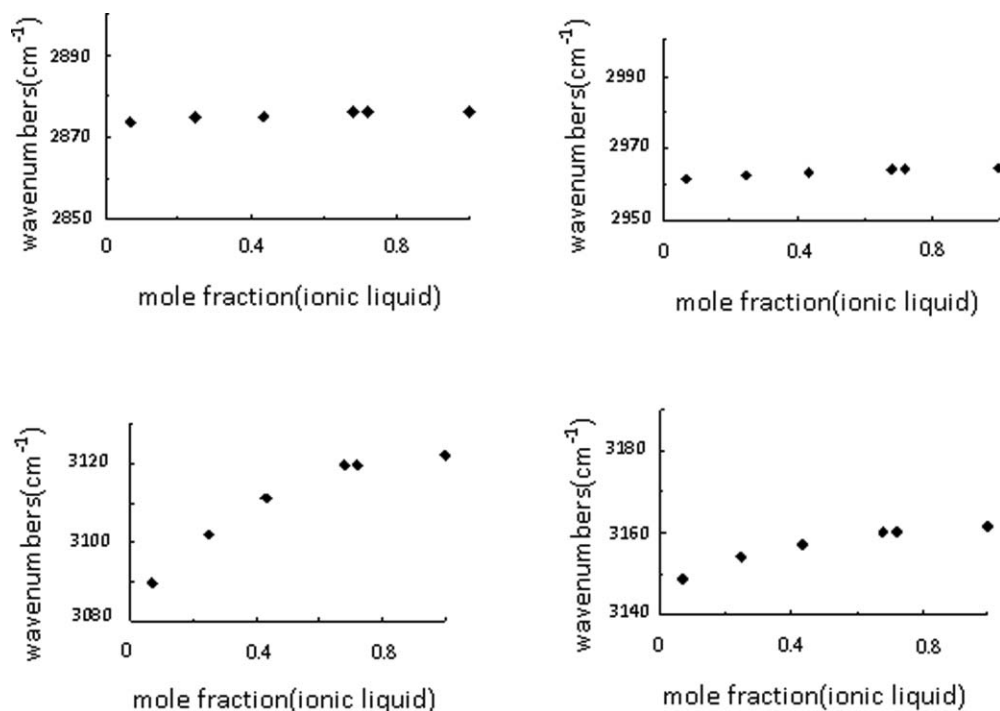 wavenumbers(cm⁻¹)
2890
2870
2850
0 0.4 0.8
mole fraction(ionic liquid)
wavenumbers(cm⁻¹)
2990
2970
2950
0 0.4 0.8
mole fraction(ionic liquid)
wavenumbers(cm⁻¹)
3120
3100
3080
0 0.4 0.8
mole fraction(ionic liquid)
wavenumbers(cm⁻¹)
3180
3160
3140
0 0.4 0.8
mole fraction(ionic liquid)